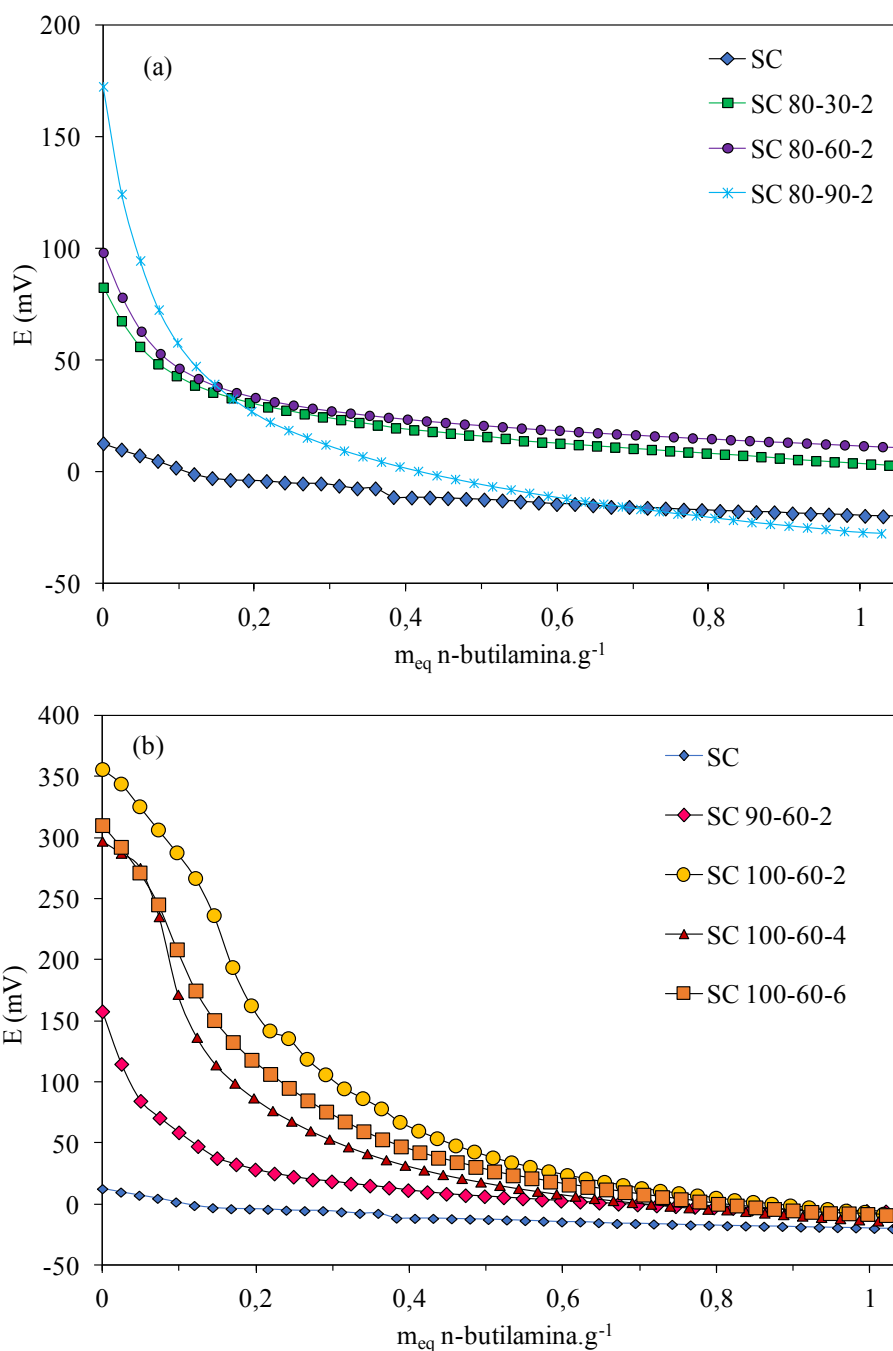 200
(a)
SC
SC 80-30-2
150
SC 80-60-2
SC 80-90-2
100
E (mV)
50
0
-50
0 0,2 0,4 0,6 0,8 1
meq n-butilamina.g-1
400
(b)
350
SC
300
SC 90-60-2
250
SC 100-60-2
200
SC 100-60-4
150
SC 100-60-6
E (mV)
100
50
0
-50
0 0,2 0,4 0,6 0,8 1
meq n-butilamina.g-1